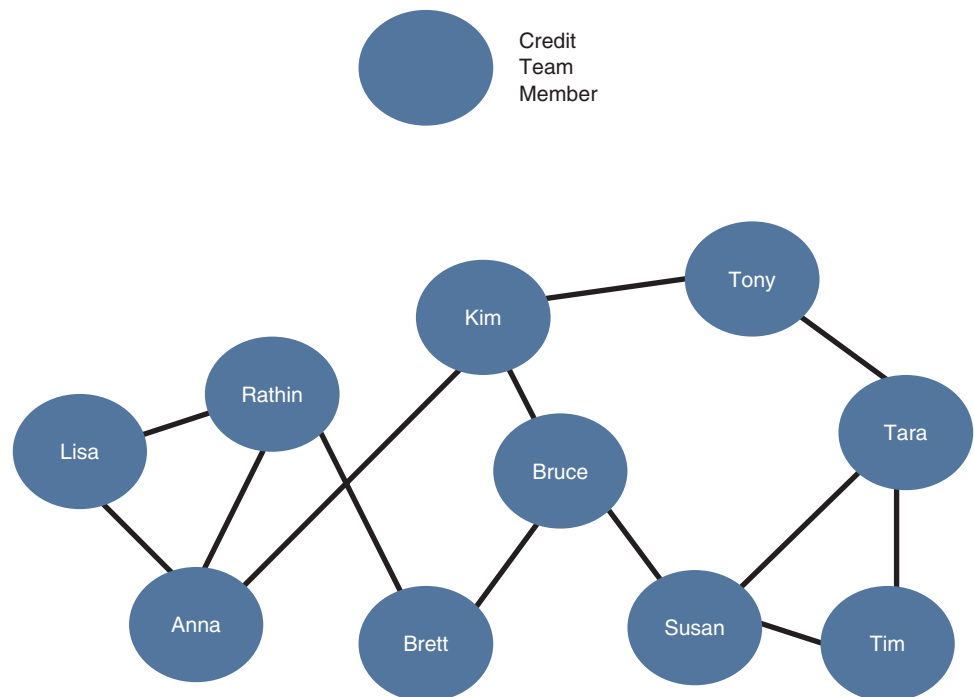 Credit
Team
Member
Tony
Kim
Rathin
Tara
Lisa
Bruce
Anna
Susan
Brett
Tim